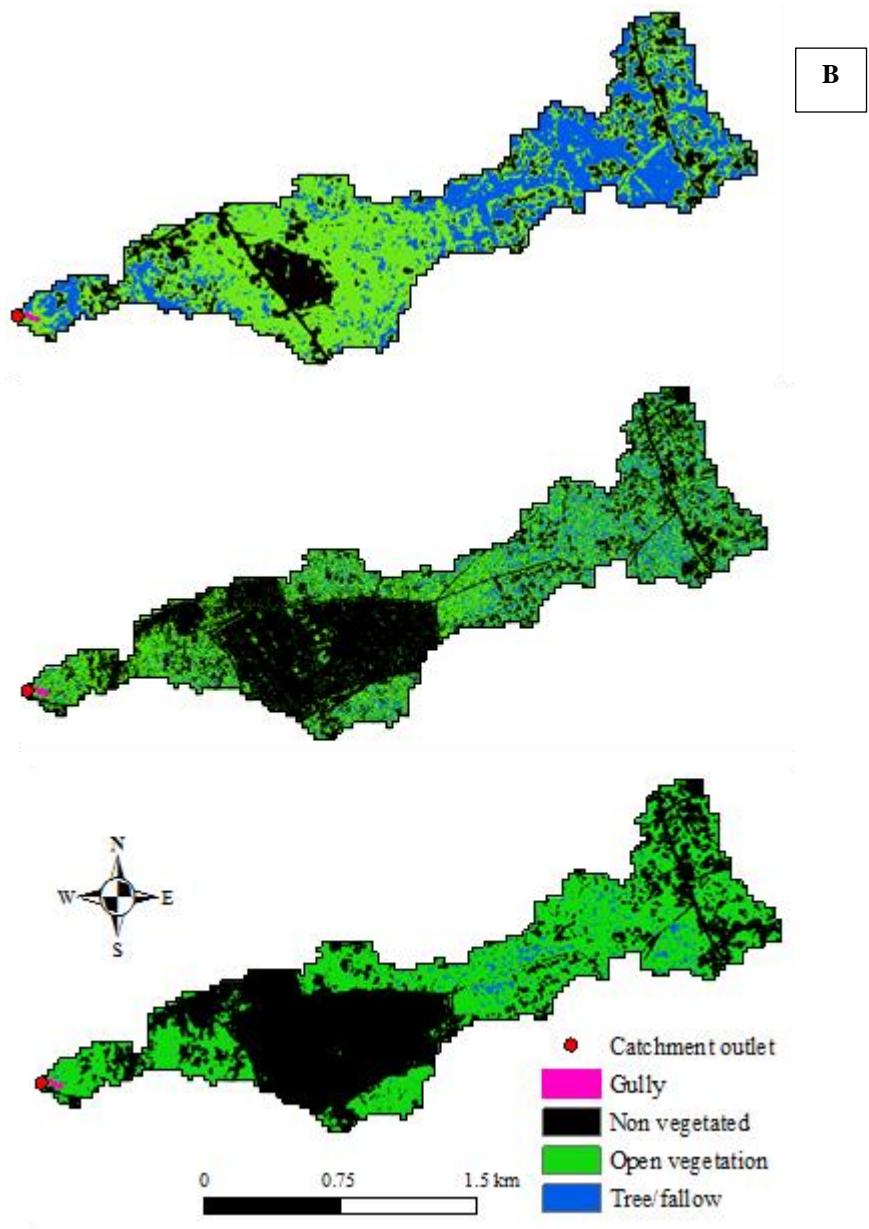 B
N
W E
S
Catchment outlet
Gully
Non vegetated
Open vegetation
Tree/fallow
0 0.75 1.5 km